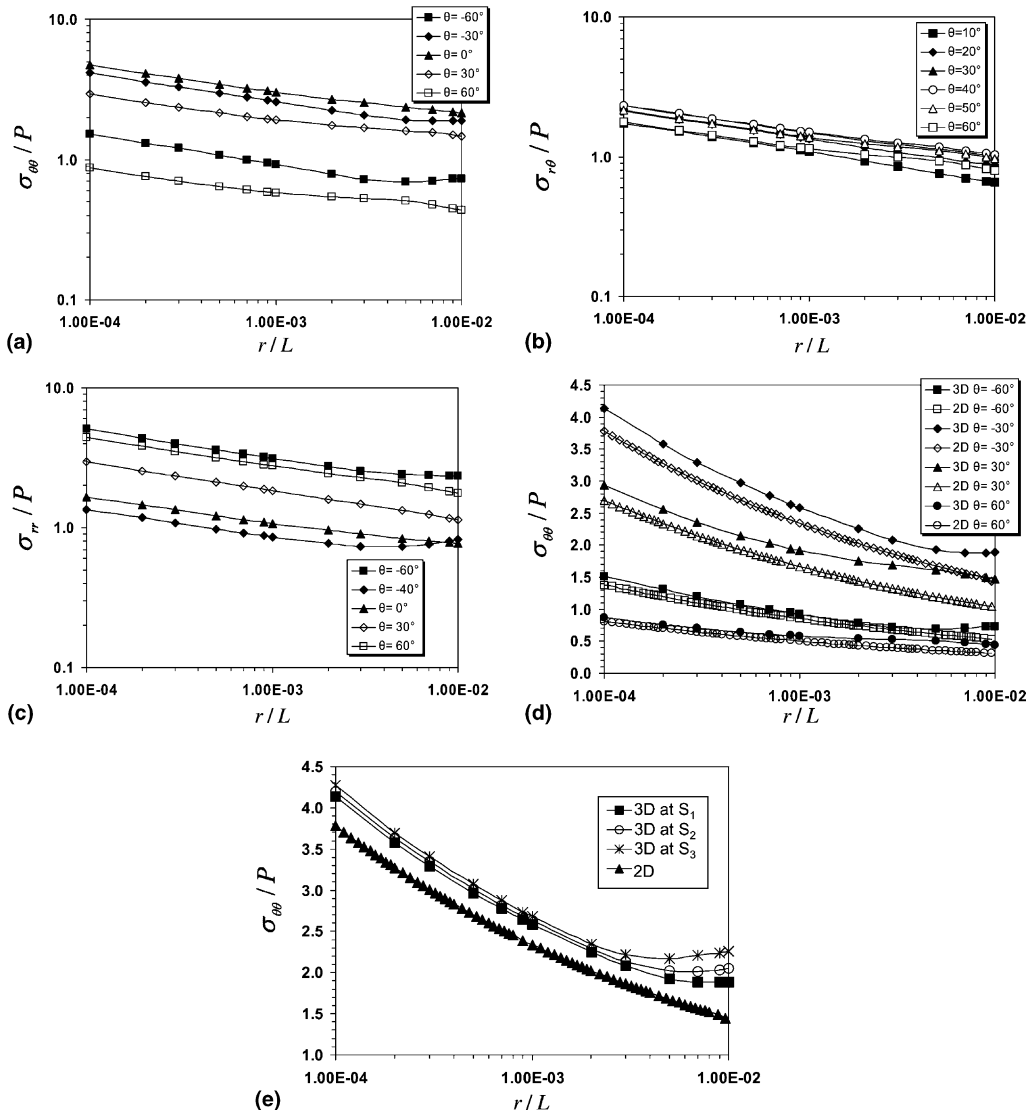 10.0
1.0
0.1
1.00E-04
1.00E-03
1.00E-02
σθθ / P
r / L
θ= -60°
θ= -30°
θ= 0°
θ= 30°
θ= 60°
(a)
10.0
1.0
0.1
1.00E-04
1.00E-03
1.00E-02
σrθ / P
r / L
θ=10°
θ=20°
θ=30°
θ=40°
θ=50°
θ=60°
(b)
10.0
1.0
0.1
1.00E-04
1.00E-03
1.00E-02
σrr / P
r / L
θ= -60°
θ= -40°
θ= 0°
θ= 30°
θ= 60°
(c)
4.5
4.0
3.5
3.0
2.5
2.0
1.5
1.0
0.5
0.0
1.00E-04
1.00E-03
1.00E-02
σθθ / P
r / L
3D θ= -60°
2D θ= -60°
3D θ= -30°
2D θ= -30°
3D θ= 30°
2D θ= 30°
3D θ= 60°
2D θ= 60°
(d)
4.5
4.0
3.5
3.0
2.5
2.0
1.5
1.0
1.00E-04
1.00E-03
1.00E-02
σθθ / P
r / L
3D at S1
3D at S2
3D at S3
2D
(e)